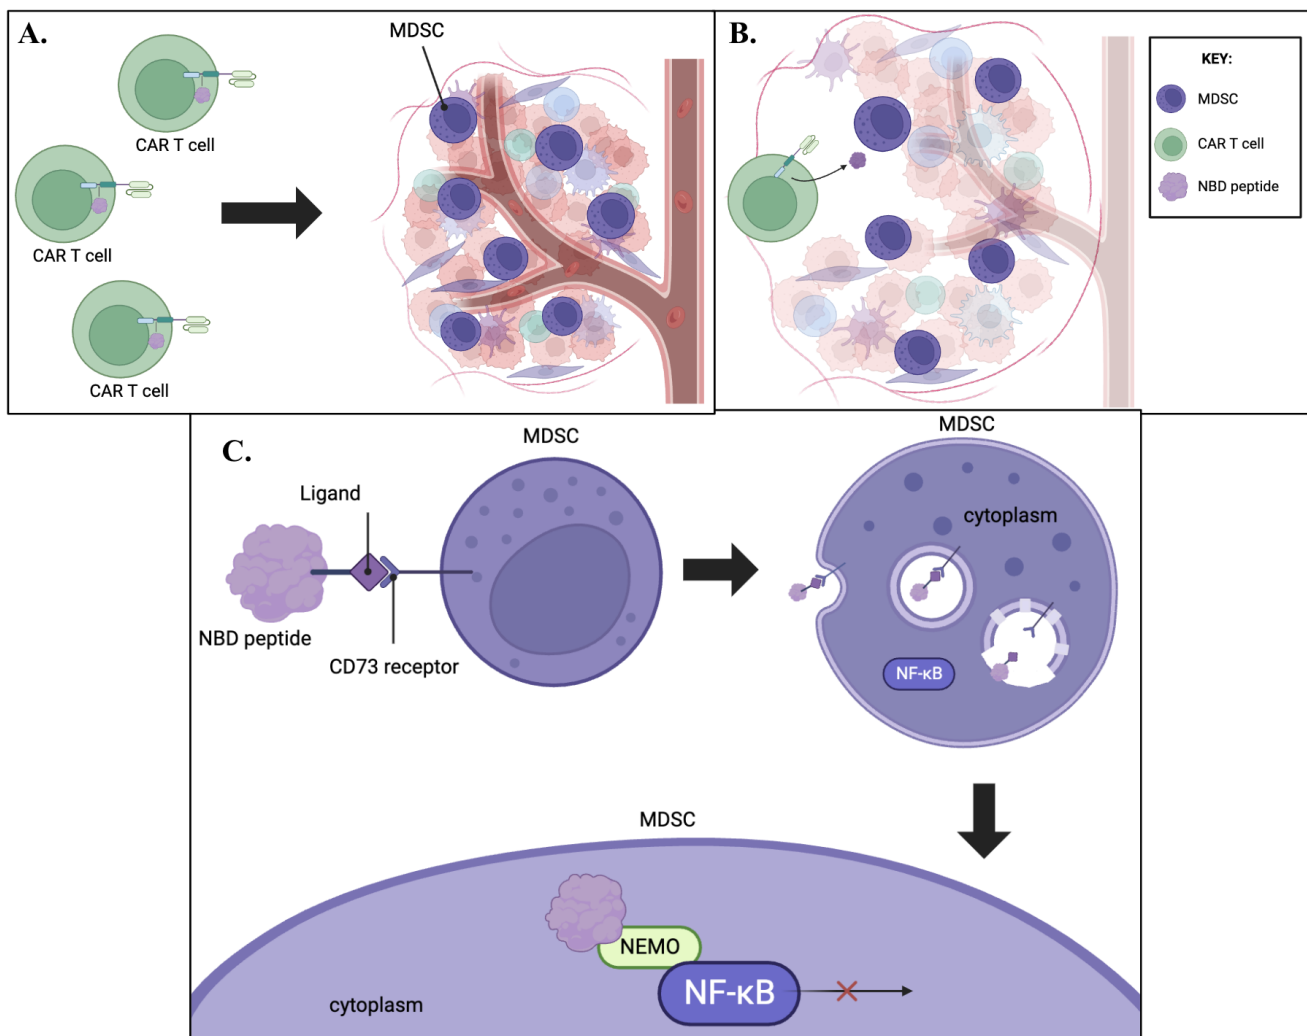 A.
MDSC
CAR T cell
CAR T cell
CAR T cell
B.
KEY:
MDSC
CAR T cell
NBD peptide
C.
MDSC
Ligand
NBD peptide
CD73 receptor
MDSC
cytoplasm
NF-κB
MDSC
NEMO
NF-κB
cytoplasm